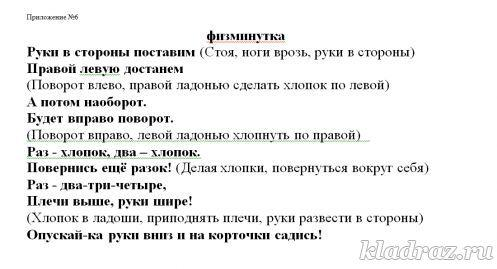 Приложение №6
физминутка
Руки в стороны поставим (Стоя, ноги врозь, руки в стороны)
Правой левую достанем
(Поворот влево, правой ладонью сделать хлопок по левой)
А потом наоборот.
Будет вправо поворот.
(Поворот вправо, левой ладонью хлопнуть по правой)
Раз - хлопок, два – хлопок.
Повернись ещё разок! (Делая хлопки, повернуться вокруг себя)
Раз - два-три-четыре,
Плечи выше, руки шире!
(Хлопок в ладоши, приподнять плечи, руки развести в стороны)
Опускай-ка руки вниз и на корточки садись!
kladraz.ru